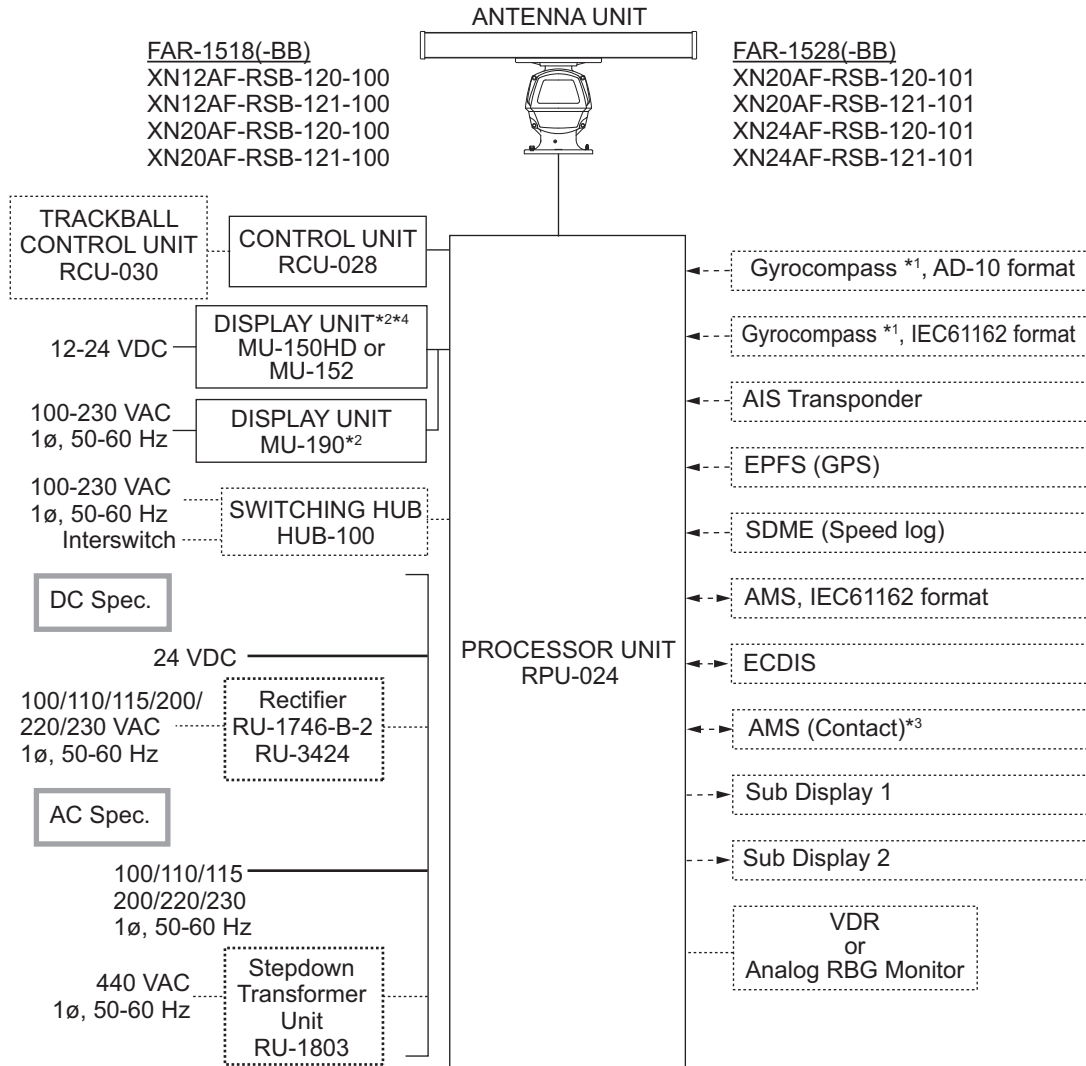 ANTENNA UNIT
FAR-1518(-BB)
XN12AF-RSB-120-100
XN12AF-RSB-121-100
XN20AF-RSB-120-100
XN20AF-RSB-121-100
FAR-1528(-BB)
XN20AF-RSB-120-101
XN20AF-RSB-121-101
XN24AF-RSB-120-101
XN24AF-RSB-121-101
TRACKBALL
CONTROL UNIT
RCU-030
CONTROL UNIT
RCU-028
12-24 VDC
DISPLAY UNIT*2*4
MU-150HD or
MU-152
100-230 VAC
1ø, 50-60 Hz
DISPLAY UNIT
MU-190*2
100-230 VAC
1ø, 50-60 Hz
Interswitch
SWITCHING HUB
HUB-100
DC Spec.
24 VDC
100/110/115/200/
220/230 VAC
1ø, 50-60 Hz
Rectifier
RU-1746-B-2
RU-3424
AC Spec.
100/110/115
200/220/230
1ø, 50-60 Hz
440 VAC
1ø, 50-60 Hz
Stepdown
Transformer
Unit
RU-1803
PROCESSOR UNIT
RPU-024
Gyrocompass *1, AD-10 format
Gyrocompass *1, IEC61162 format
AIS Transponder
EPFS (GPS)
SDME (Speed log)
AMS, IEC61162 format
ECDIS
AMS (Contact)*3
Sub Display 1
Sub Display 2
VDR
or
Analog RBG Monitor